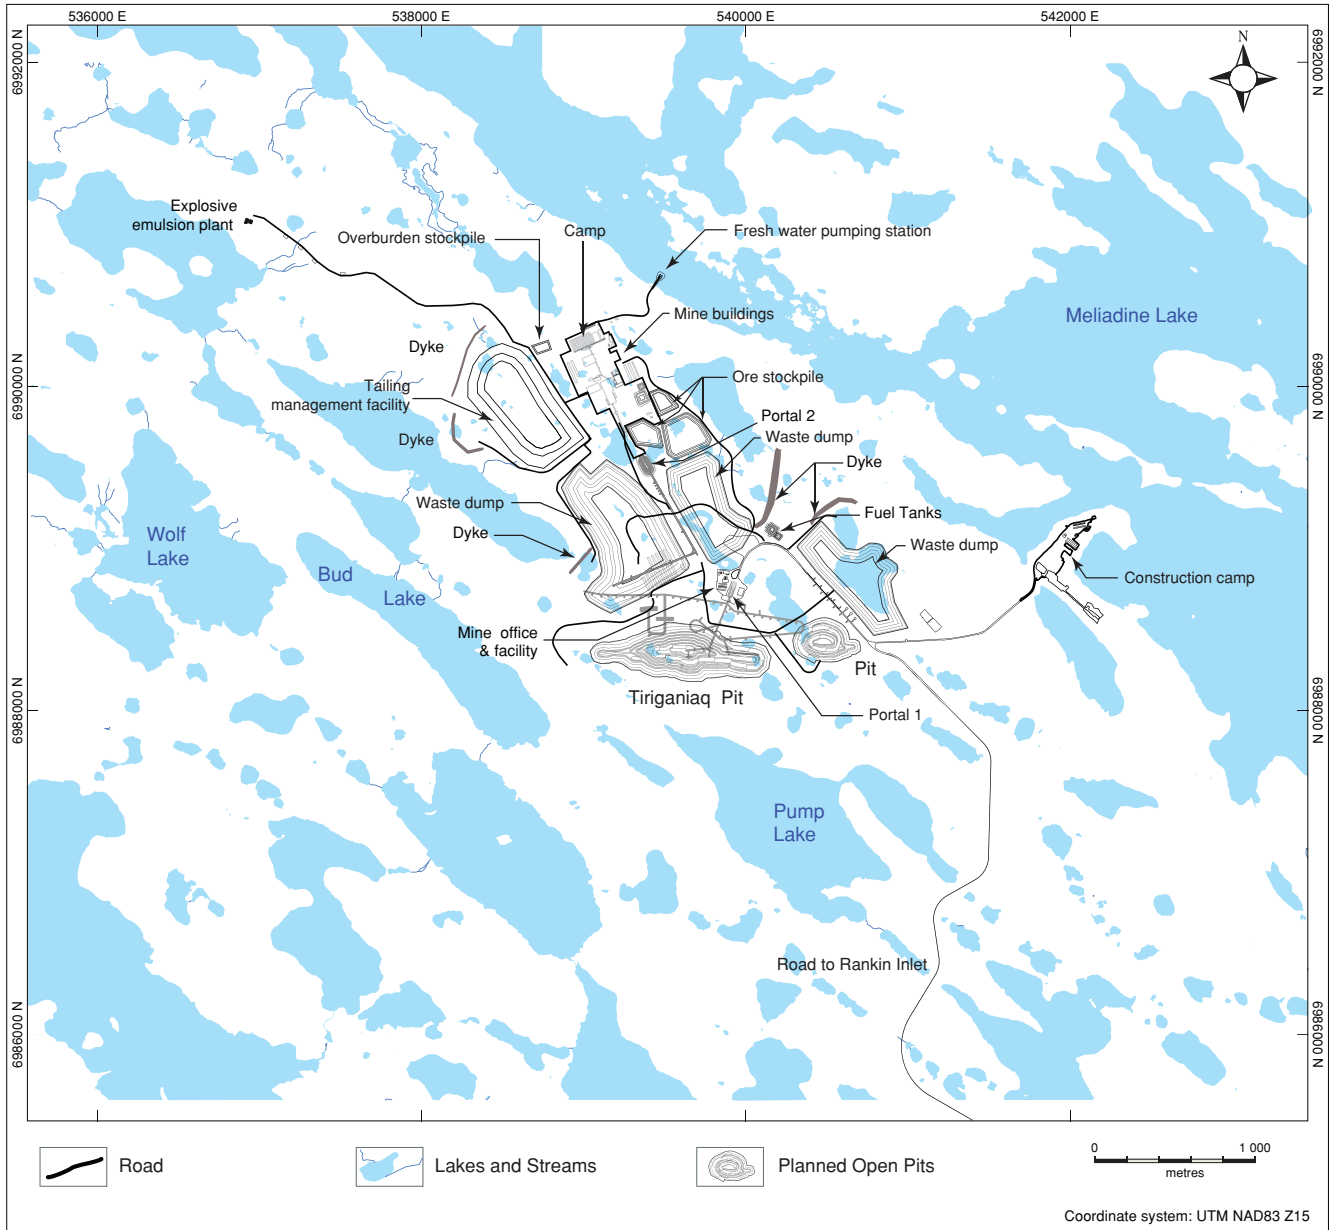 536000 E
538000 E
540000 E
542000 E
6992000 N
6992000 N
N
Explosive
emulsion plant
Overburden stockpile
Camp
Fresh water pumping station
Mine buildings
Meliadine Lake
Dyke
Tailing
management facility
Ore stockpile
6990000 N
6990000 N
Portal 2
Dyke
Waste dump
Dyke
Waste dump
Fuel Tanks
Wolf
Lake
Dyke
Waste dump
Bud
Lake
Construction camp
Mine office
& facility
Pit
Tiriganiaq Pit
Portal 1
6988000 N
6988000 N
Pump
Lake
Road to Rankin Inlet
6986000 N
6986000 N
Road
Lakes and Streams
Planned Open Pits
0
1 000
metres
Coordinate system: UTM NAD83 Z15